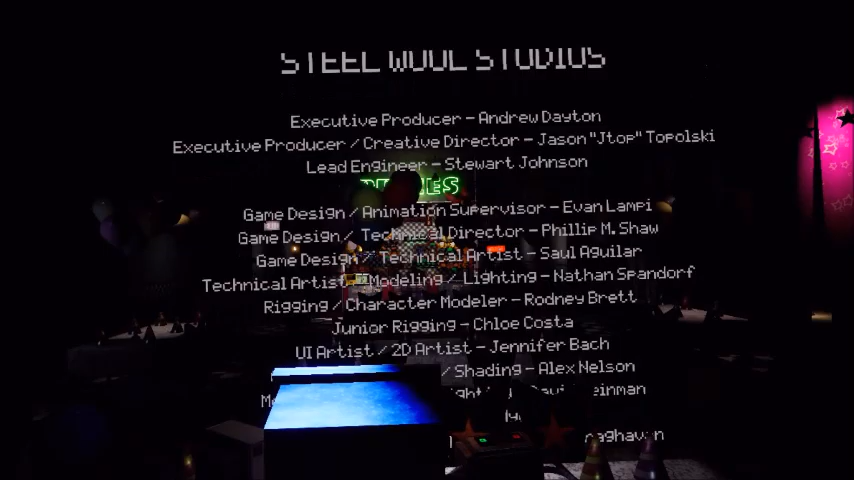 STEEL WOOL STUDIOS
Executive Producer - Andrew Dayton
Executive Producer / Creative Director - Jason "Jtop" Topolski
Lead Engineer - Stewart Johnson
Game Design / Animation Supervisor - Evan Lampi
Game Design / Technical Director - Phillip M. Shaw
Game Design / Technical Artist - Saul Aguilar
Technical Artist / Modeling / Lighting - Nathan Spandorf
Rigging / Character Modeler - Rodney Brett
Junior Rigging - Chloe Costa
UI Artist / 2D Artist - Jennifer Bach
/ Shading - Alex Nelson